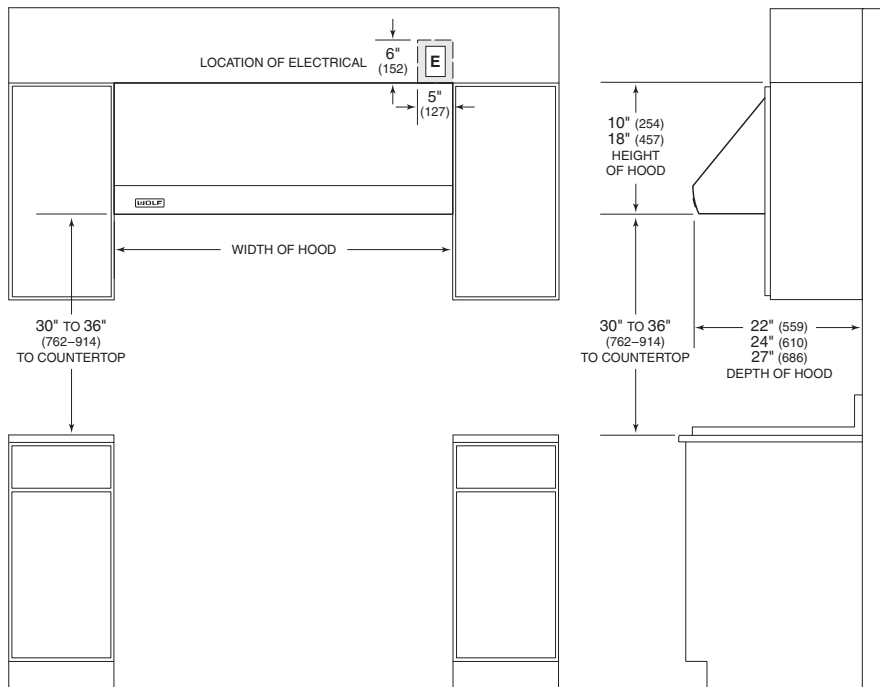 LOCATION OF ELECTRICAL
6"
(152)
E
5"
(127)
WOLF
WIDTH OF HOOD
30" TO 36"
(762–914)
TO COUNTERTOP
10" (254)
18" (457)
HEIGHT
OF HOOD
30" TO 36"
(762–914)
TO COUNTERTOP
22" (559)
24" (610)
27" (686)
DEPTH OF HOOD